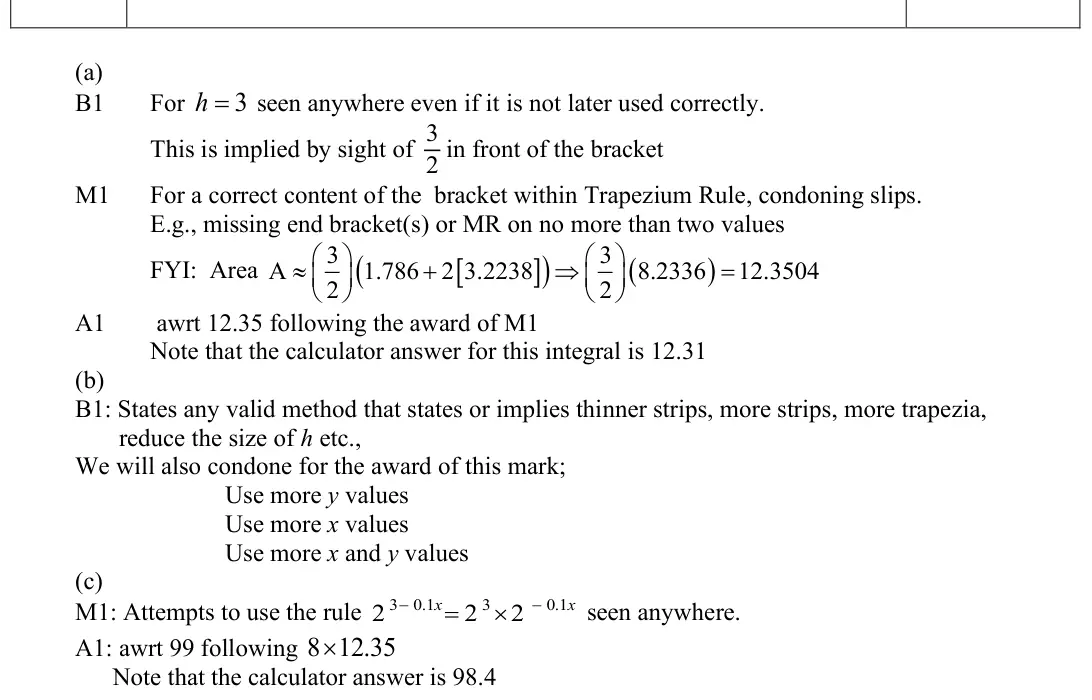 (a)
B1 For h = 3 seen anywhere even if it is not later used correctly.
This is implied by sight of 3/2 in front of the bracket
M1 For a correct content of the bracket within Trapezium Rule, condoning slips.
E.g., missing end bracket(s) or MR on no more than two values
FYI: Area A ≈ (3/2)(1.786 + 2[3.2238]) ⇒ (3/2)(8.2336) = 12.3504
A1 awrt 12.35 following the award of M1
Note that the calculator answer for this integral is 12.31
(b)
B1: States any valid method that states or implies thinner strips, more strips, more trapezia,
reduce the size of h etc.,
We will also condone for the award of this mark;
Use more y values
Use more x values
Use more x and y values
(c)
M1: Attempts to use the rule 2^(3− 0.1x) = 2^3 × 2^(− 0.1x) seen anywhere.
A1: awrt 99 following 8×12.35
Note that the calculator answer is 98.4